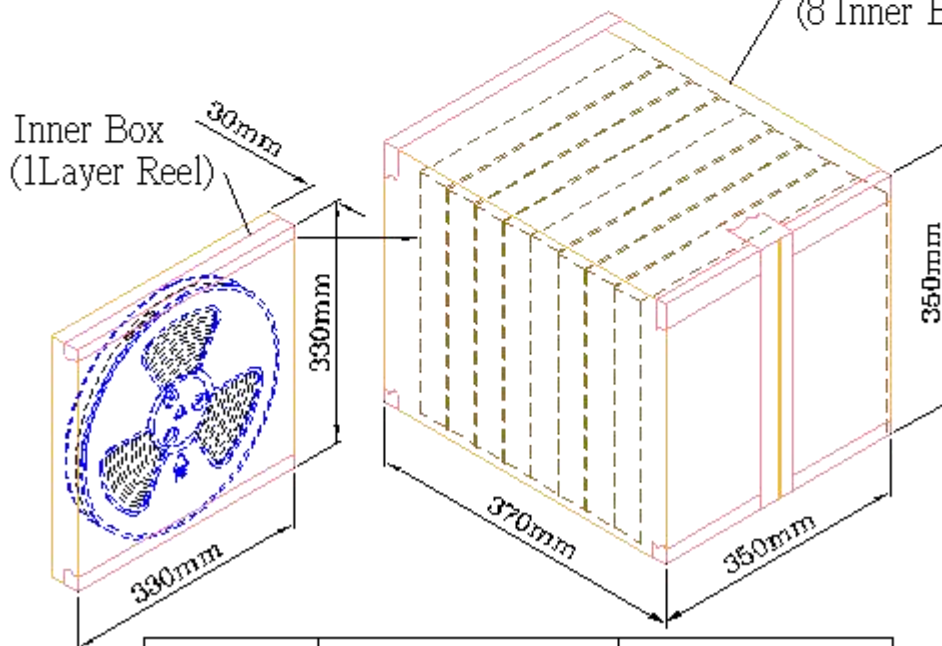 (8 Inner B
30mm
Inner Box
(1Layer Reel)
330mm
350mm
370mm
350mm
330mm